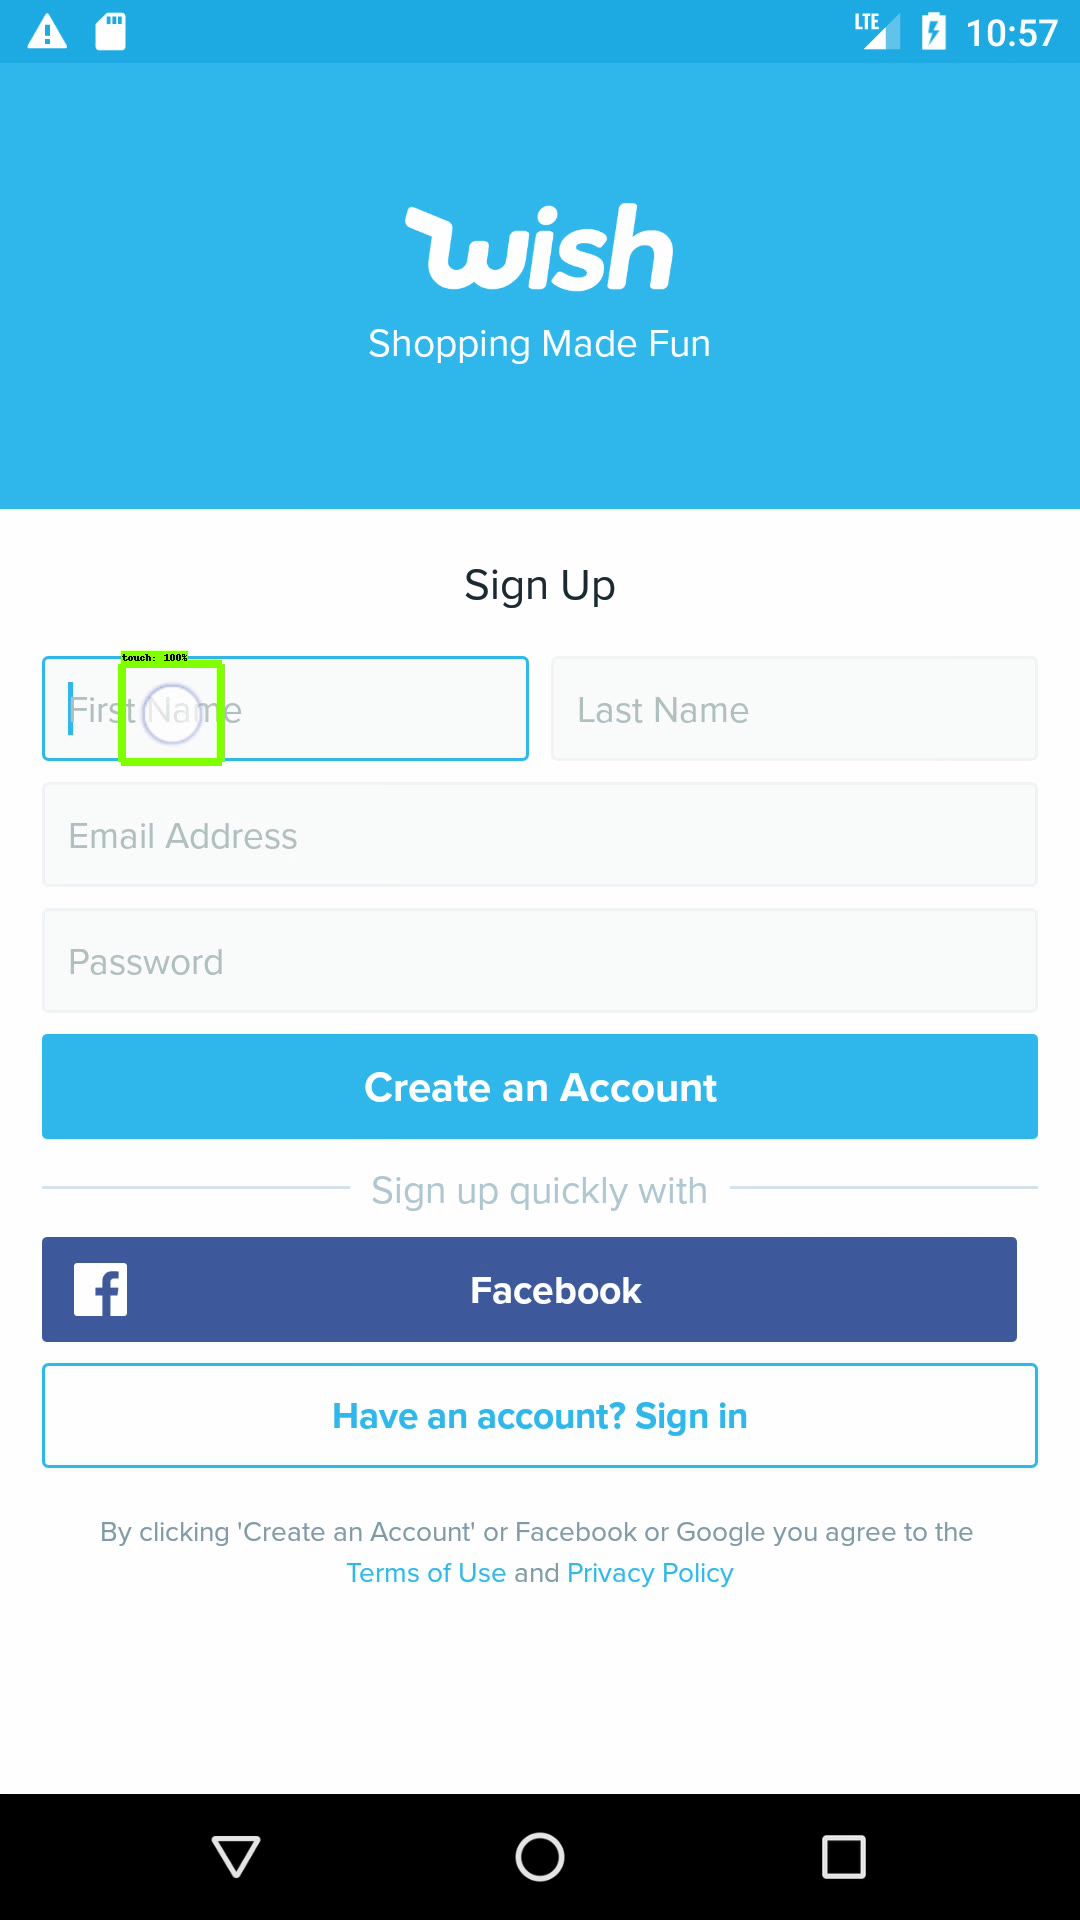 LTE 10:57
wish
Shopping Made Fun
Sign Up
touch: 100%
First Name
Last Name
Email Address
Password
Create an Account
Sign up quickly with
Facebook
Have an account? Sign in
By clicking 'Create an Account' or Facebook or Google you agree to the
Terms of Use and Privacy Policy